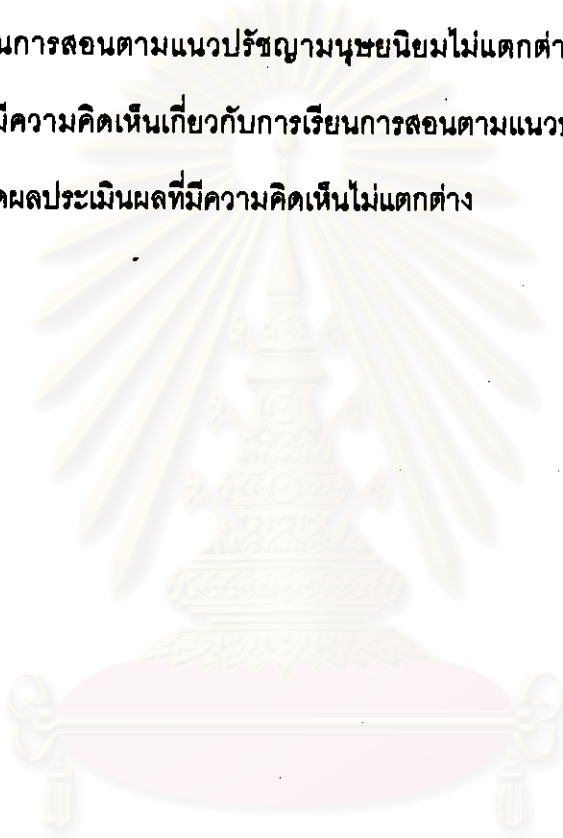 นการสอนตามแนวปรัชญามนุษยนิยมไม่แตกต่า
มีความคิดเห็นเกี่ยวกับการเรียนการสอนตามแนว
ผลประเมินผลที่มีความคิดเห็นไม่แตกต่าง